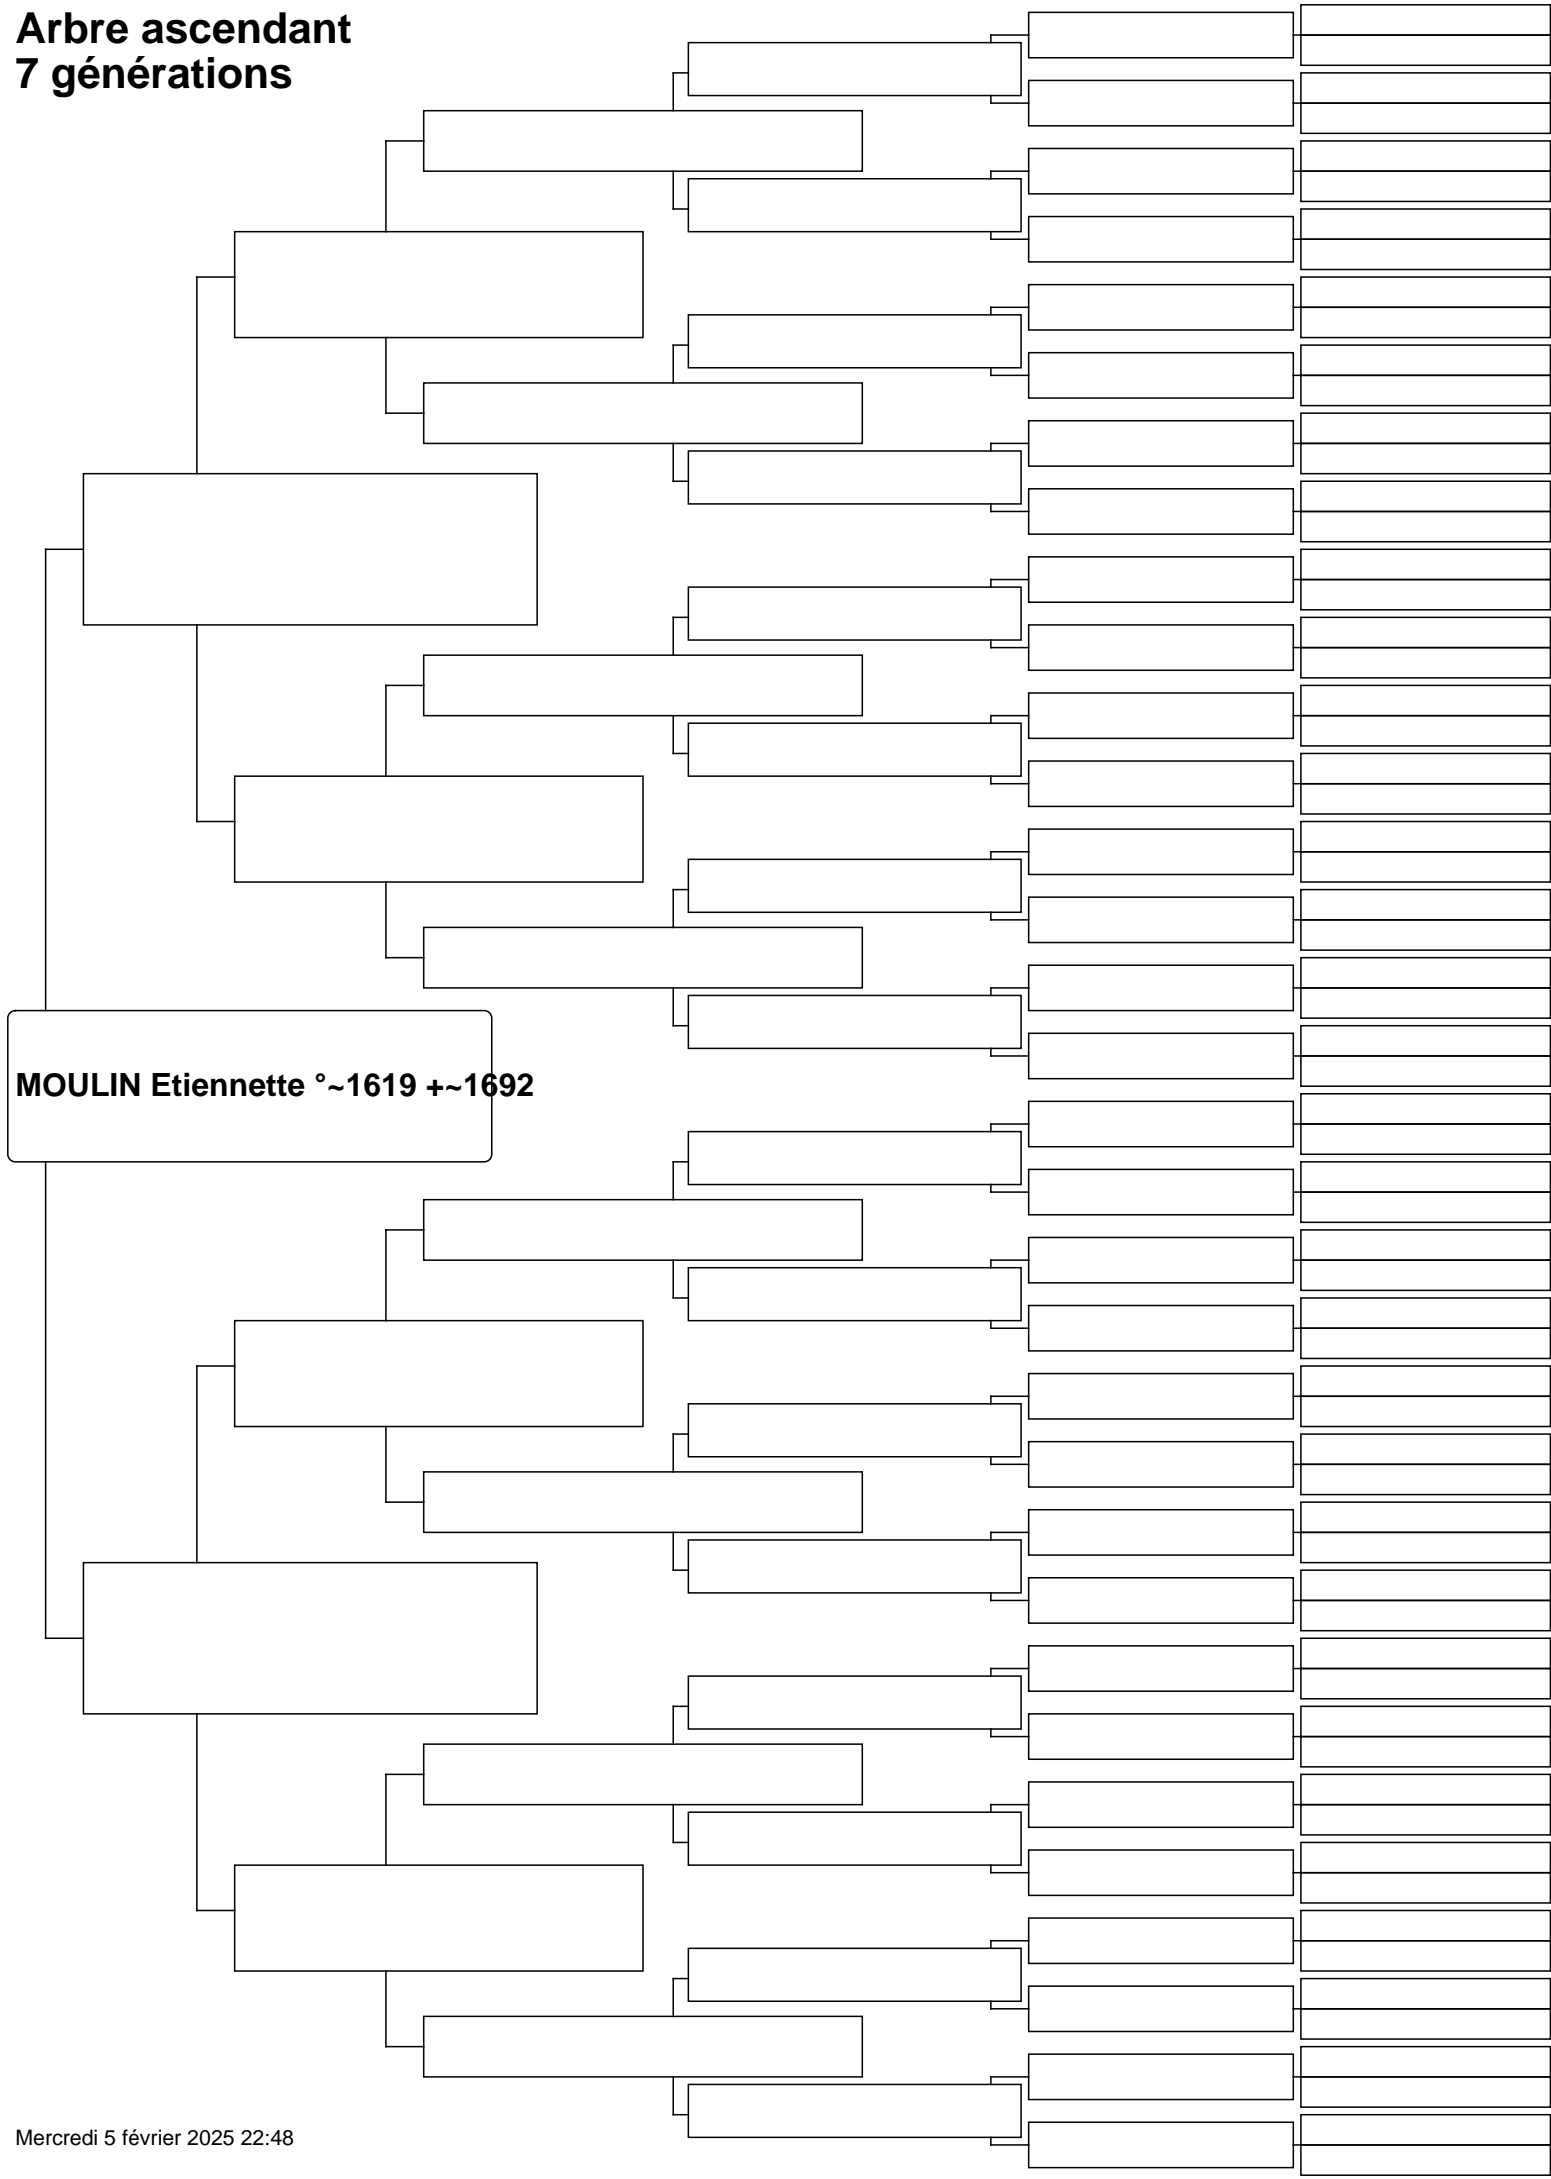 Arbre ascendant
7 générations
MOULIN Etiennette °~1619 +~1692
Mercredi 5 février 2025 22:48